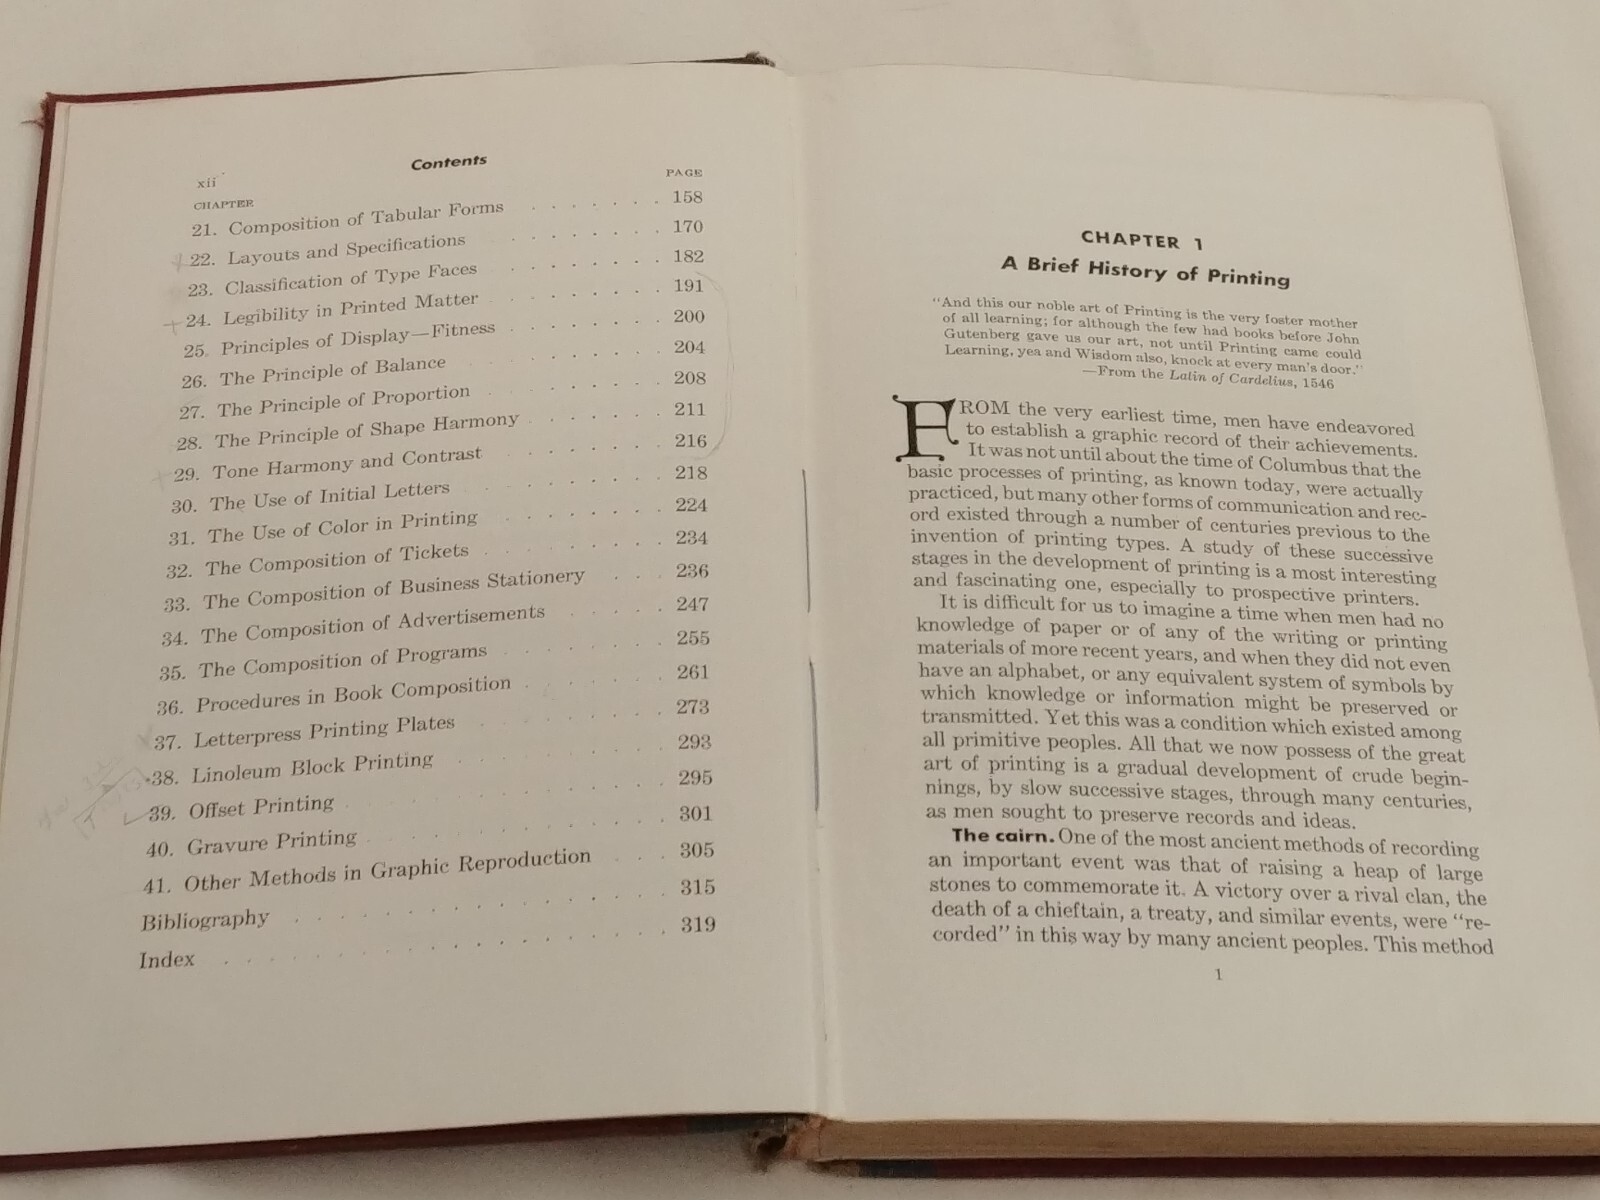 xii
Contents
CHAPTER PAGE
21. Composition of Tabular Forms . . . . . . . 158
22. Layouts and Specifications . . . . . . . 170
23. Classification of Type Faces . . . . . . . 182
24. Legibility in Printed Matter . . . . . . . 191
25. Principles of Display—Fitness . . . . . . 200
26. The Principle of Balance . . . . . . . 204
27. The Principle of Proportion . . . . . . . 208
28. The Principle of Shape Harmony . . . . . . 211
29. Tone Harmony and Contrast . . . . . . . 216
30. The Use of Initial Letters . . . . . . . 218
31. The Use of Color in Printing . . . . . . . 224
32. The Composition of Tickets . . . . . . . 234
33. The Composition of Business Stationery . . . 236
34. The Composition of Advertisements . . . . . 247
35. The Composition of Programs . . . . . . . 255
36. Procedures in Book Composition . . . . . . 261
37. Letterpress Printing Plates . . . . . . . 273
38. Linoleum Block Printing . . . . . . . . 293
39. Offset Printing . . . . . . . . . . 295
40. Gravure Printing . . . . . . . . . . 301
41. Other Methods in Graphic Reproduction . . . 305
Bibliography . . . . . . . . . . . . 315
Index . . . . . . . . . . . . . . 319
CHAPTER 1
A Brief History of Printing
"And this our noble art of Printing is the very foster mother
of all learning; for although the few had books before John
Gutenberg gave us our art, not until Printing came could
Learning, yea and Wisdom also, knock at every man's door."
—From the Latin of Cardelius, 1546
FROM the very earliest time, men have endeavored
to establish a graphic record of their achievements.
It was not until about the time of Columbus that the
basic processes of printing, as known today, were actually
practiced, but many other forms of communication and rec-
ord existed through a number of centuries previous to the
invention of printing types. A study of these successive
stages in the development of printing is a most interesting
and fascinating one, especially to prospective printers.
It is difficult for us to imagine a time when men had no
knowledge of paper or of any of the writing or printing
materials of more recent years, and when they did not even
have an alphabet, or any equivalent system of symbols by
which knowledge or information might be preserved or
transmitted. Yet this was a condition which existed among
all primitive peoples. All that we now possess of the great
art of printing is a gradual development of crude begin-
nings, by slow successive stages, through many centuries,
as men sought to preserve records and ideas.
The cairn. One of the most ancient methods of recording
an important event was that of raising a heap of large
stones to commemorate it. A victory over a rival clan, the
death of a chieftain, a treaty, and similar events, were "re-
corded" in this way by many ancient peoples. This method
1